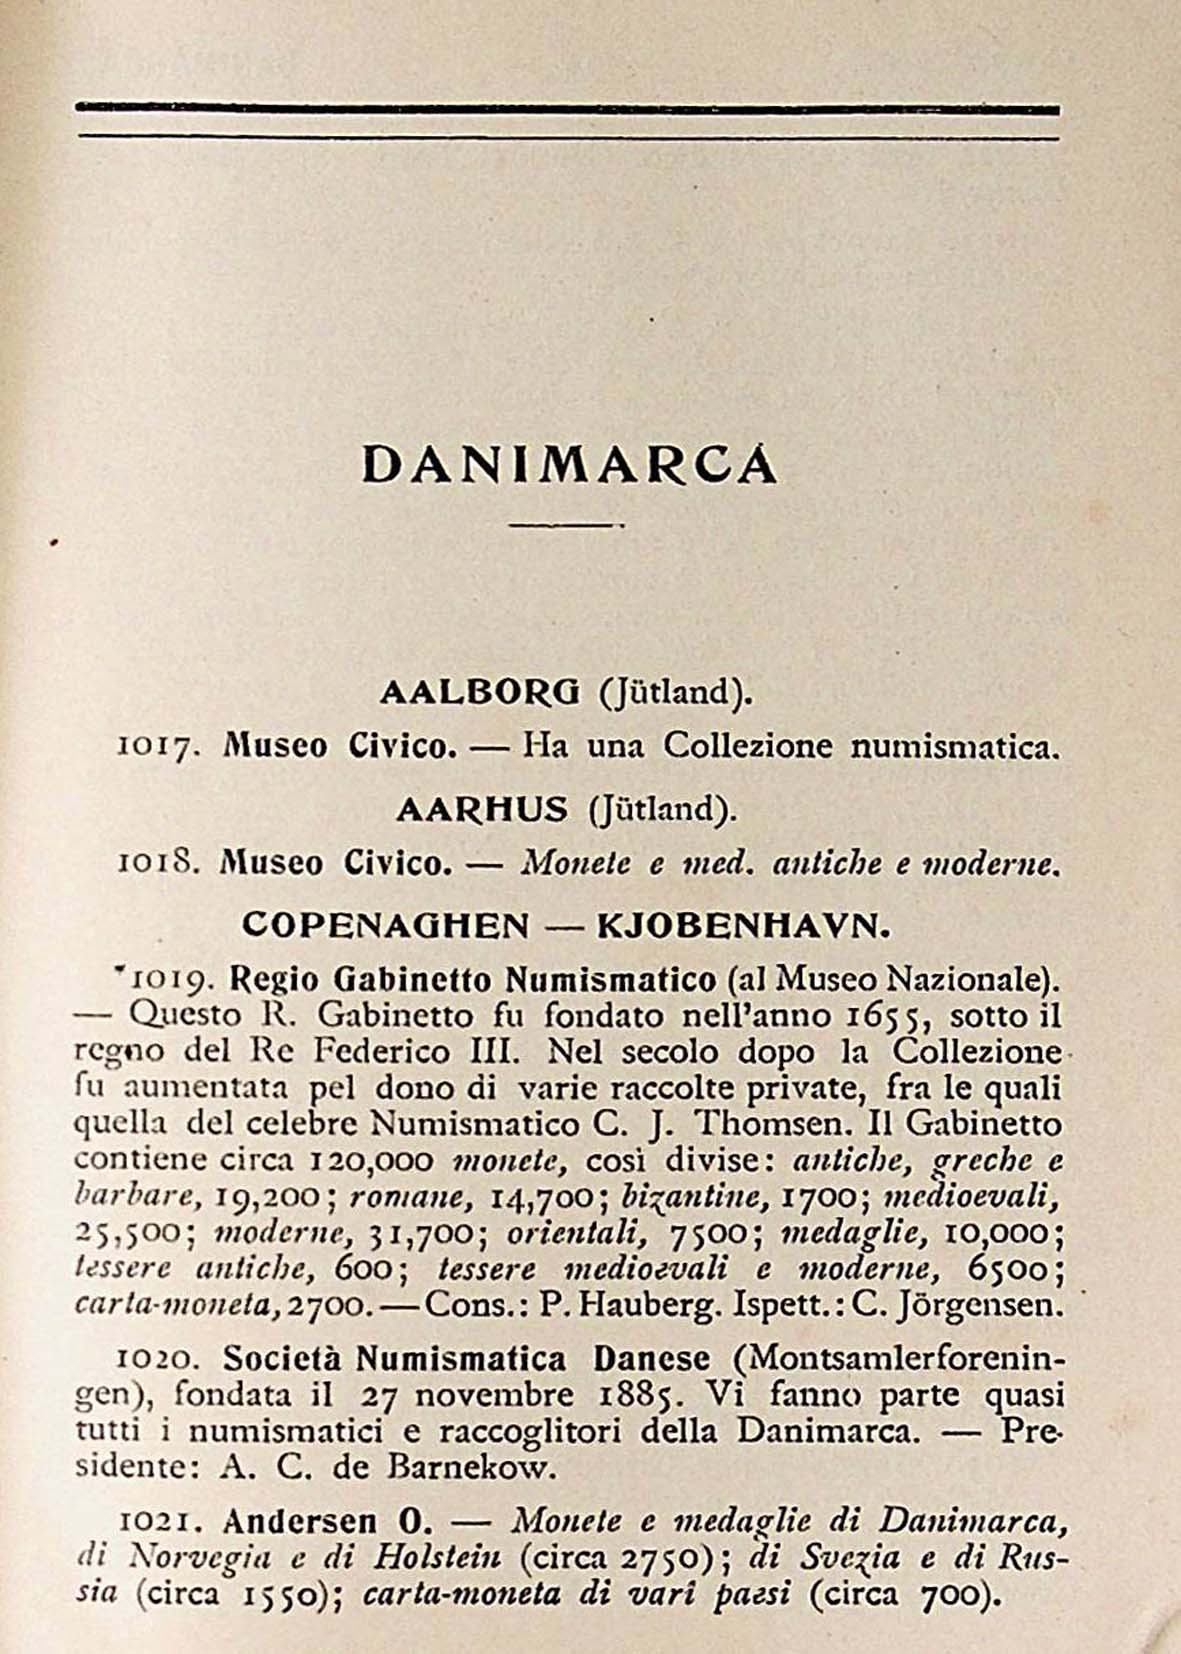 DANIMARCA
AALBORG (Jütland).
1017. Museo Civico. — Ha una Collezione numismatica.
AARHUS (Jütland).
1018. Museo Civico. — Monete e med. antiche e moderne.
COPENAGHEN — KJOBENHAVN.
*1019. Regio Gabinetto Numismatico (al Museo Nazionale).
— Questo R. Gabinetto fu fondato nell'anno 1655, sotto il
regno del Re Federico III. Nel secolo dopo la Collezione
fu aumentata pel dono di varie raccolte private, fra le quali
quella del celebre Numismatico C. J. Thomsen. Il Gabinetto
contiene circa 120,000 monete, così divise: antiche, greche e
barbare, 19,200; romane, 14,700; bizantine, 1700; medioevali,
25,500; moderne, 31,700; orientali, 7500; medaglie, 10,000;
tessere antiche, 600; tessere medioevali e moderne, 6500;
carta-moneta, 2700. — Cons.: P. Hauberg. Ispett.: C. Jörgensen.
1020. Società Numismatica Danese (Montsamlerforenin-
gen), fondata il 27 novembre 1885. Vi fanno parte quasi
tutti i numismatici e raccoglitori della Danimarca. — Pre-
sidente: A. C. de Barnekow.
1021. Andersen O. — Monete e medaglie di Danimarca,
di Norvegia e di Holstein (circa 2750); di Svezia e di Rus-
sia (circa 1550); carta-moneta di varî paesi (circa 700).